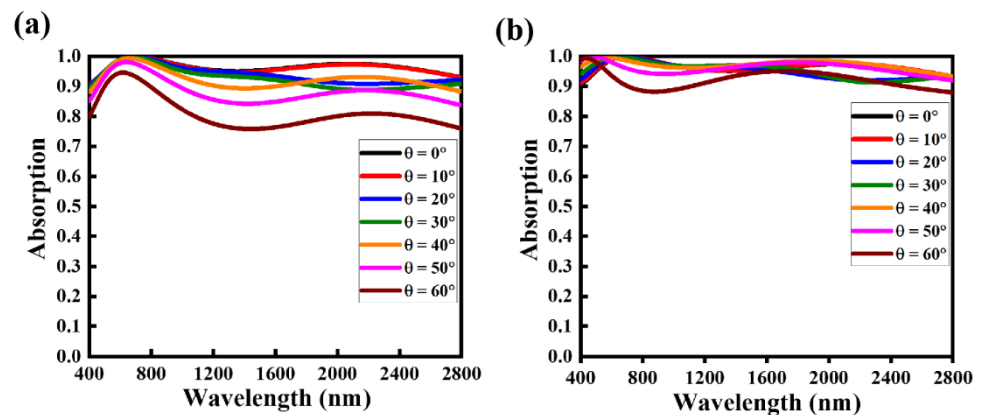 (a)
1.0
0.9
0.8
0.7
0.6
0.5
0.4
0.3
0.2
0.1
0.0
Absorption
θ = 0°
θ = 10°
θ = 20°
θ = 30°
θ = 40°
θ = 50°
θ = 60°
400 800 1200 1600 2000 2400 2800
Wavelength (nm)
(b)
1.0
0.9
0.8
0.7
0.6
0.5
0.4
0.3
0.2
0.1
0.0
Absorption
θ = 0°
θ = 10°
θ = 20°
θ = 30°
θ = 40°
θ = 50°
θ = 60°
400 800 1200 1600 2000 2400 2800
Wavelength (nm)